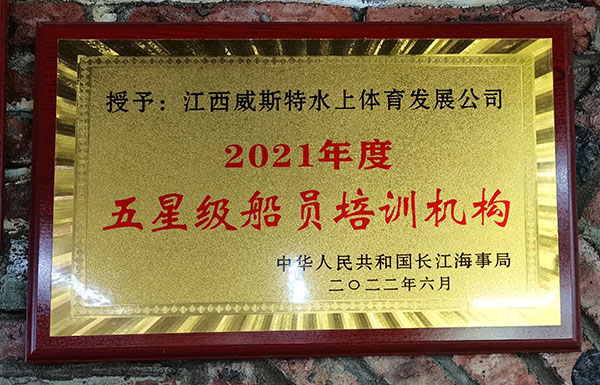 授予：江西威斯特水上体育发展公司
2021年度
五星级船员培训机构
中华人民共和国长江海事局
二〇二二年六月